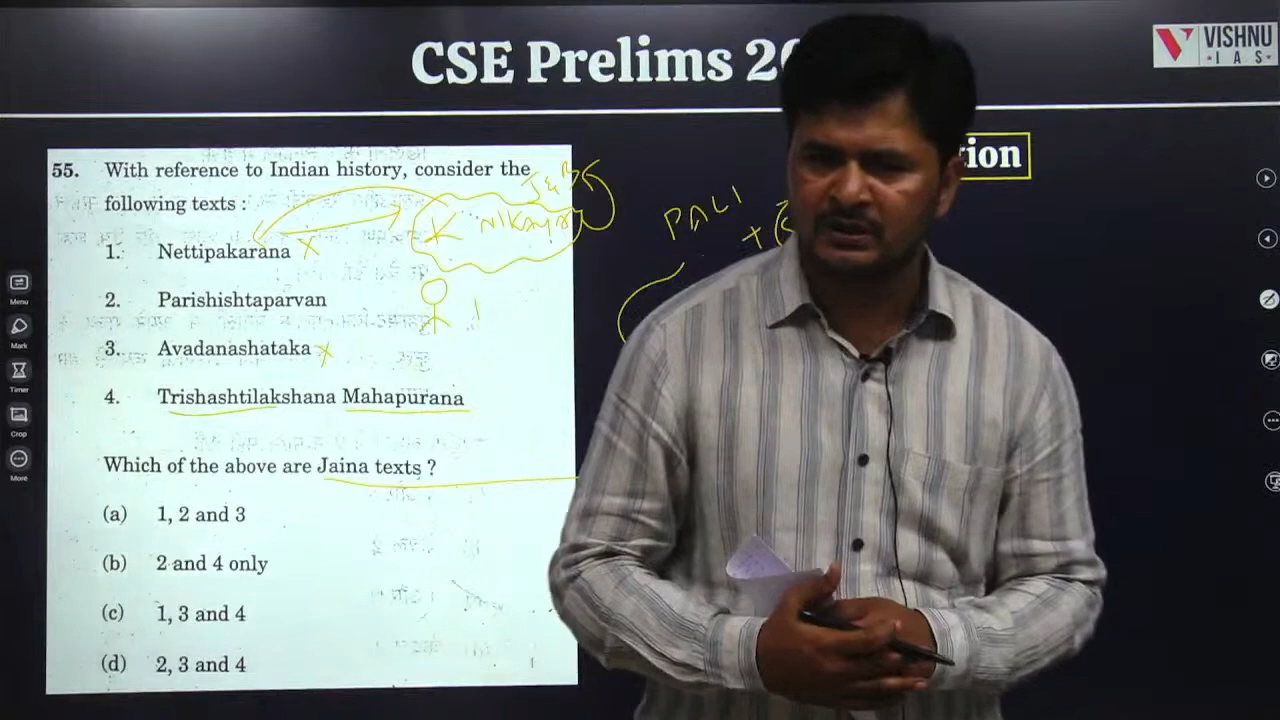 CSE Prelims 20
VISHNU
I A S
tion
55. With reference to Indian history, consider the
following texts :
1. Nettipakarana
2. Parishishtaparvan
3. Avadanashataka
4. Trishashtilakshana Mahapurana
Which of the above are Jaina texts ?
(a) 1, 2 and 3
(b) 2 and 4 only
(c) 1, 3 and 4
(d) 2, 3 and 4
PALI
Menu
Mark
Timer
Crop
More